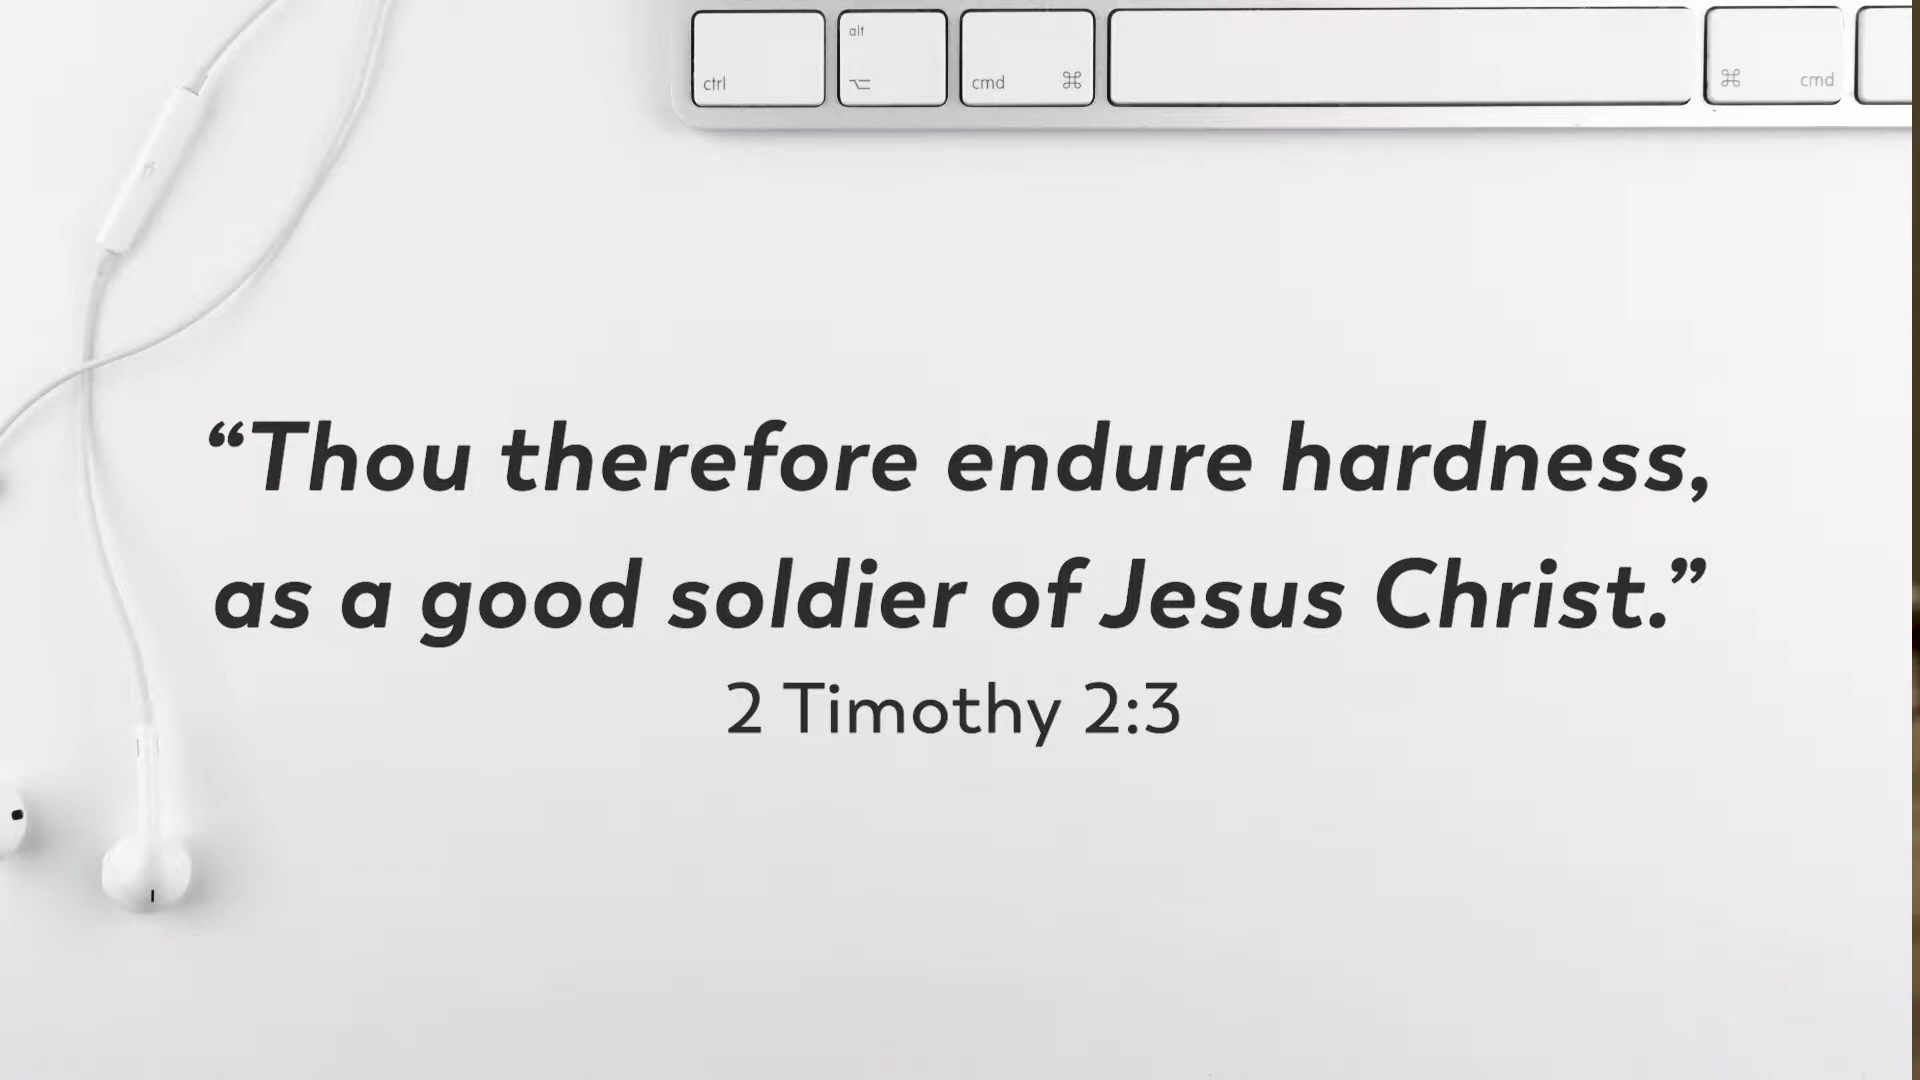 ctrl
alt
cmd ⌘
⌘ cmd
“Thou therefore endure hardness,
as a good soldier of Jesus Christ.”
2 Timothy 2:3